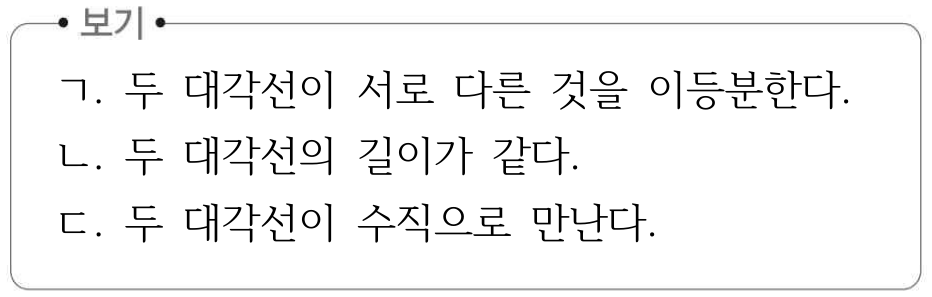 보기
ㄱ. 두 대각선이 서로 다른 것을 이등분한다.
ㄴ. 두 대각선의 길이가 같다.
ㄷ. 두 대각선이 수직으로 만난다.